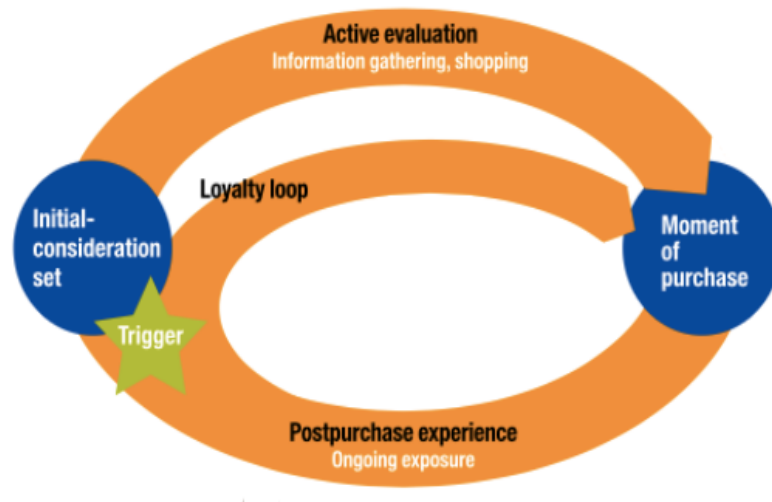 Active evaluation
Information gathering, shopping
Loyalty loop
Initial-
consideration
set
Moment
of
purchase
Trigger
Postpurchase experience
Ongoing exposure